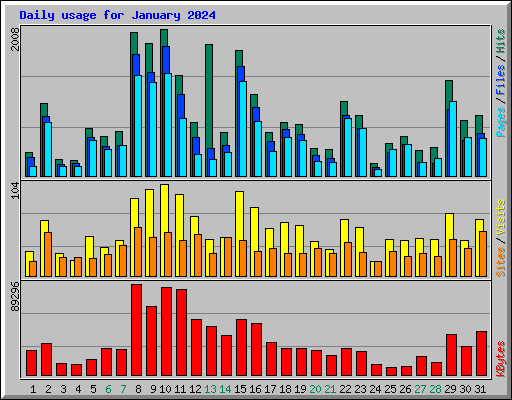 Daily usage for January 2024
2008
Pages / Files / Hits
104
Sites / Visits
89296
KBytes
1 2 3 4 5 6 7 8 9 10 11 12 13 14 15 16 17 18 19 20 21 22 23 24 25 26 27 28 29 30 31